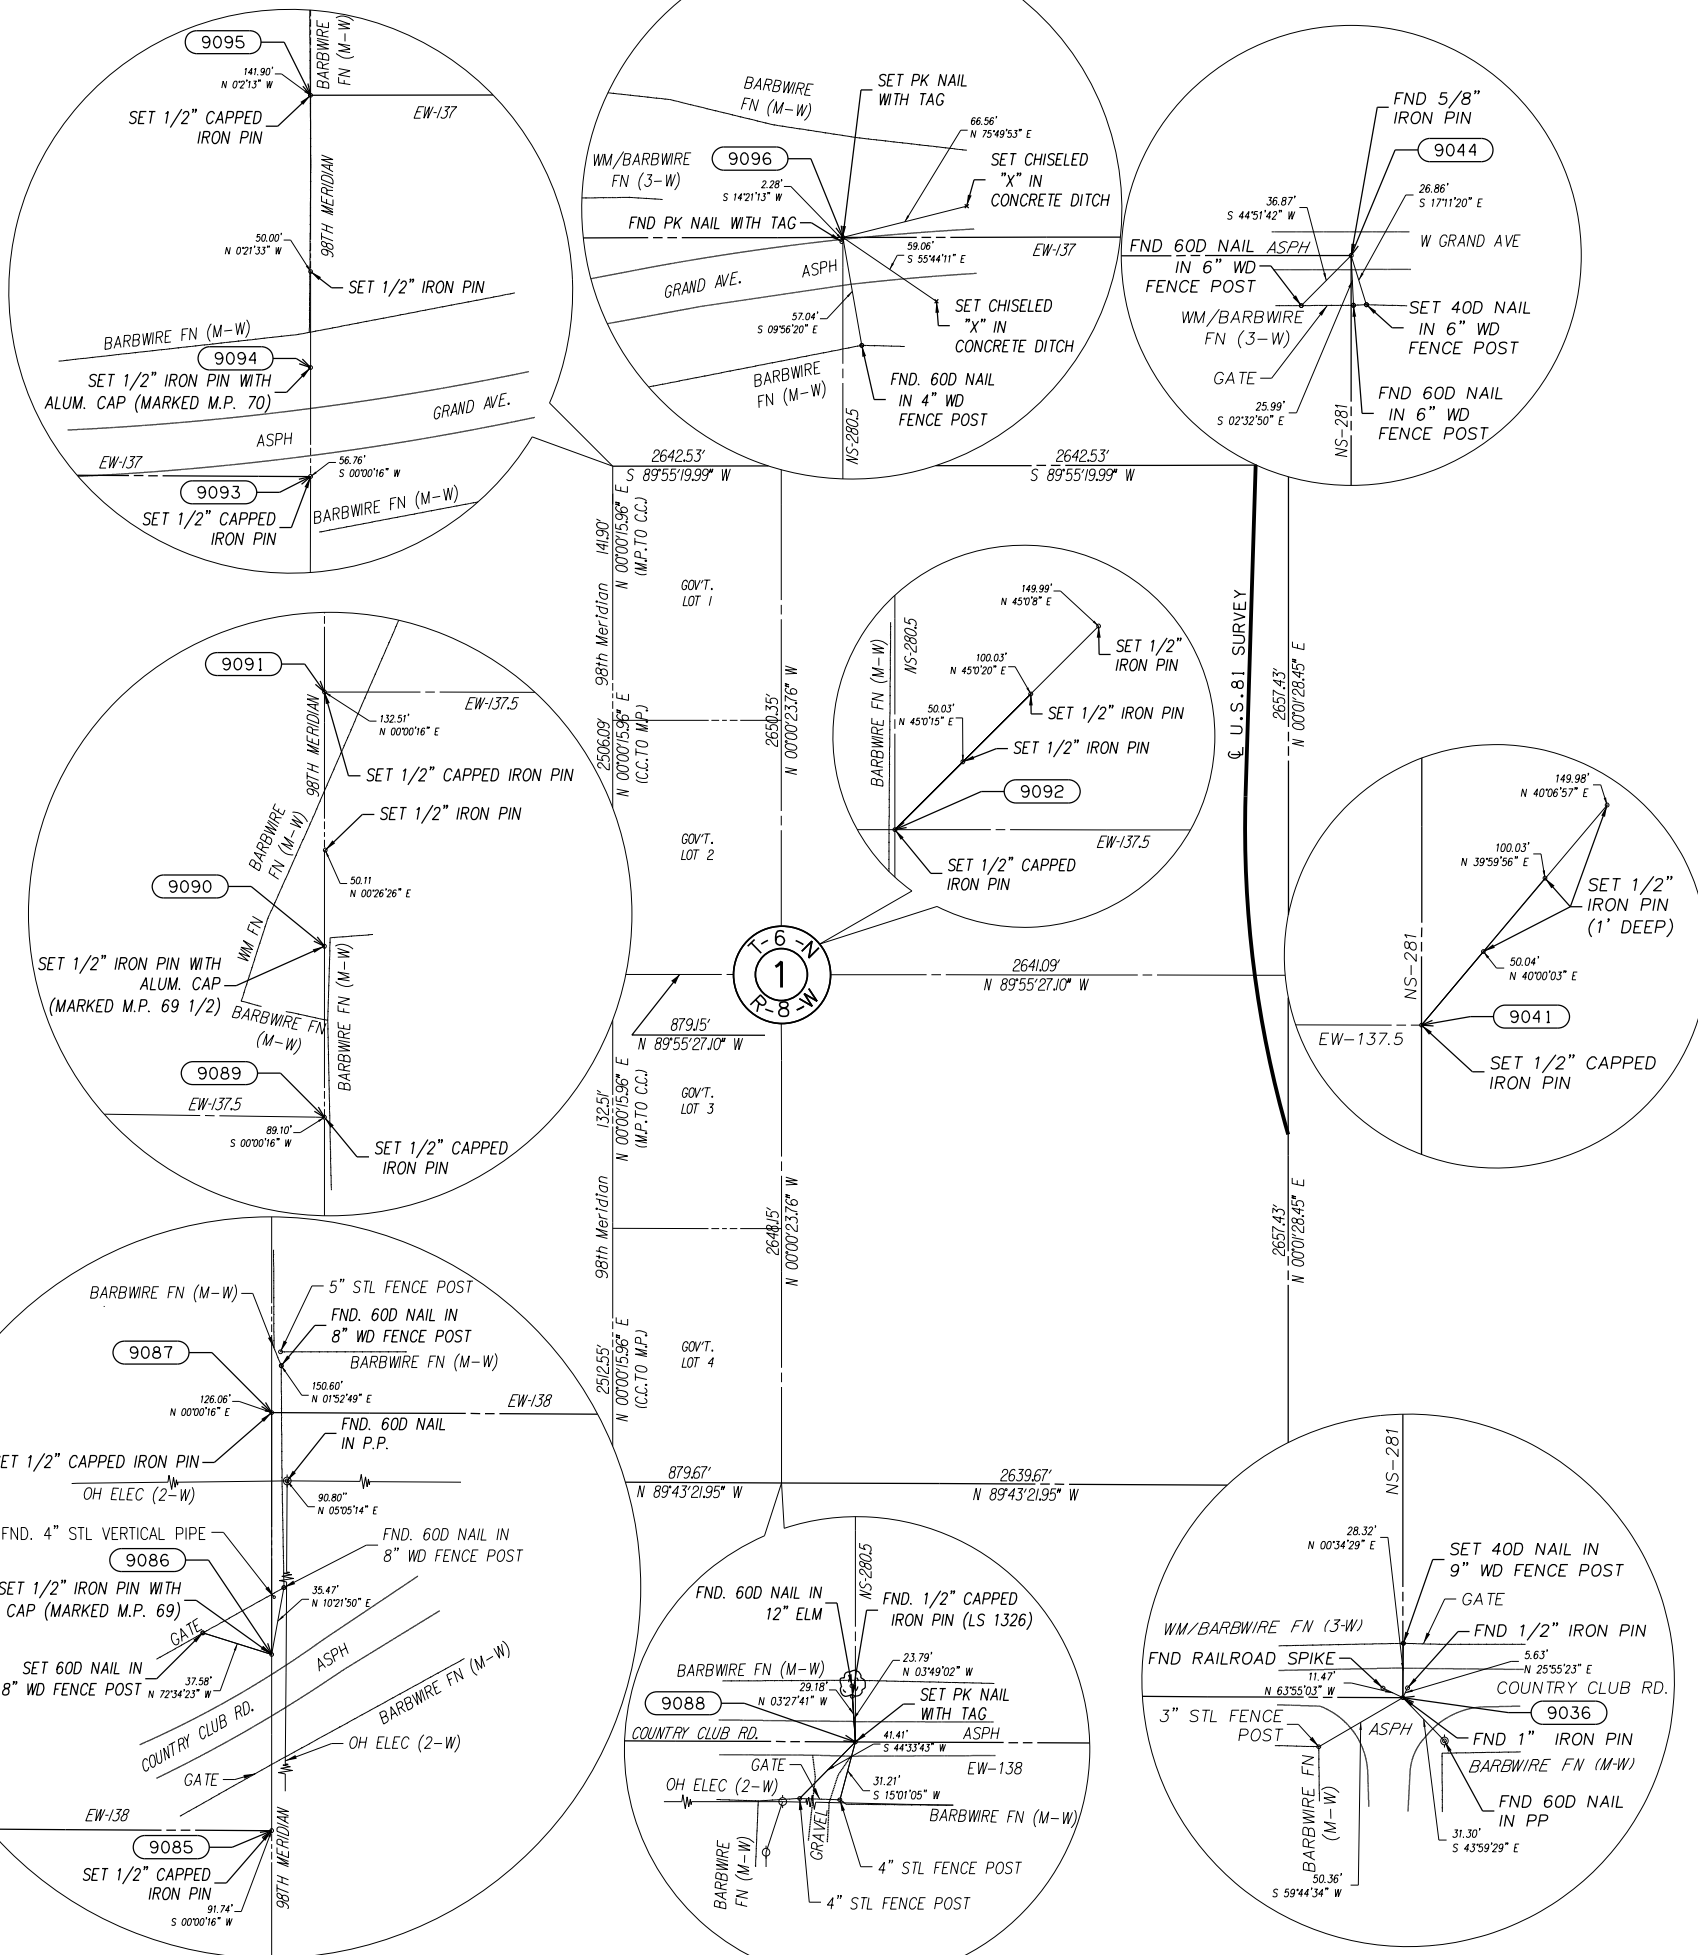 9095
BARBWIRE
FN (M-W)
141.90'
N 0°2'13" W
SET 1/2" CAPPED
IRON PIN
EW-137
98TH MERIDIAN
50.00'
N 0°21'33" W
SET 1/2" IRON PIN
BARBWIRE FN (M-W)
9094
SET 1/2" IRON PIN WITH
ALUM. CAP (MARKED M.P. 70)
GRAND AVE.
ASPH
EW-137
56.76'
S 00°00'16" W
9093
SET 1/2" CAPPED
IRON PIN
BARBWIRE FN (M-W)
BARBWIRE
FN (M-W)
SET PK NAIL
WITH TAG
66.56'
N 75°49'53" E
WM/BARBWIRE
FN (3-W)
9096
SET CHISELED
"X" IN
CONCRETE DITCH
2.28'
S 14°21'13" W
FND PK NAIL WITH TAG
59.06'
S 55°44'11" E
EW-137
ASPH
GRAND AVE.
57.04'
S 09°56'20" E
SET CHISELED
"X" IN
CONCRETE DITCH
BARBWIRE
FN (M-W)
FND. 60D NAIL
IN 4" WD
FENCE POST
NS-280.5
FND 5/8"
IRON PIN
9044
36.87'
S 44°51'42" W
26.86'
S 17°11'20" E
FND 60D NAIL
IN 6" WD
FENCE POST
ASPH
W GRAND AVE
WM/BARBWIRE
FN (3-W)
SET 40D NAIL
IN 6" WD
FENCE POST
GATE
25.99'
S 02°32'50" E
FND 60D NAIL
IN 6" WD
FENCE POST
NS-281
2642.53'
S 89°55'19.99" W
2642.53'
S 89°55'19.99" W
98th Meridian
141.90'
N 00°00'15.96" E
(M.P. TO C.C.)
GOV'T.
LOT 1
2506.09'
N 00°00'15.96" E
(C.C. TO M.P.)
2650.35'
N 00°00'23.76" W
GOV'T.
LOT 2
℄ U.S.81 SURVEY
2657.43'
N 00°01'28.45" E
9091
EW-137.5
132.51'
N 00°00'16" E
98TH MERIDIAN
SET 1/2" CAPPED IRON PIN
SET 1/2" IRON PIN
BARBWIRE
FN (M-W)
9090
50.11
N 00°26'26" E
WM FN
SET 1/2" IRON PIN WITH
ALUM. CAP
(MARKED M.P. 69 1/2)
BARBWIRE FN
(M-W)
BARBWIRE FN (M-W)
9089
EW-137.5
89.10'
S 00°00'16" W
SET 1/2" CAPPED
IRON PIN
149.99'
N 45°0'8" E
NS-280.5
BARBWIRE FN (M-W)
SET 1/2"
IRON PIN
100.03'
N 45°0'20" E
SET 1/2" IRON PIN
50.03'
N 45°0'15" E
SET 1/2" IRON PIN
9092
EW-137.5
SET 1/2" CAPPED
IRON PIN
149.98'
N 40°06'57" E
100.03'
N 39°59'56" E
SET 1/2"
IRON PIN
(1' DEEP)
NS-281
50.04'
N 40°00'03" E
9041
EW-137.5
SET 1/2" CAPPED
IRON PIN
T-6-N
1
R-8-W
2641.09'
N 89°55'27.10" W
879.15'
N 89°55'27.10" W
132.51'
N 00°00'15.96" E
(M.P. TO C.C.)
GOV'T.
LOT 3
98th Meridian
2512.55'
N 00°00'15.96" E
(C.C. TO M.P.)
GOV'T.
LOT 4
2648.15'
N 00°00'23.76" W
2657.43'
N 00°01'28.45" E
879.67'
N 89°43'21.95" W
2639.67'
N 89°43'21.95" W
BARBWIRE FN (M-W)
5" STL FENCE POST
FND. 60D NAIL IN
8" WD FENCE POST
9087
BARBWIRE FN (M-W)
150.60'
N 01°52'49" E
126.06'
N 00°00'16" E
EW-138
FND. 60D NAIL
IN P.P.
ET 1/2" CAPPED IRON PIN
OH ELEC (2-W)
90.80"
N 05°05'14" E
FND. 4" STL VERTICAL PIPE
FND. 60D NAIL IN
8" WD FENCE POST
9086
SET 1/2" IRON PIN WITH
CAP (MARKED M.P. 69)
35.47'
N 10°21'50" E
GATE
ASPH
SET 60D NAIL IN
8" WD FENCE POST
37.58'
N 72°34'23" W
BARBWIRE FN (M-W)
COUNTRY CLUB RD.
OH ELEC (2-W)
GATE
EW-138
9085
SET 1/2" CAPPED
IRON PIN
98TH MERIDIAN
91.74'
S 00°00'16" W
NS-280.5
FND. 60D NAIL IN
12" ELM
FND. 1/2" CAPPED
IRON PIN (LS 1326)
BARBWIRE FN (M-W)
23.79'
N 03°49'02" W
29.18'
N 03°27'41" W
9088
SET PK NAIL
WITH TAG
COUNTRY CLUB RD.
ASPH
41.41'
S 44°33'43" W
GATE
EW-138
OH ELEC (2-W)
31.21'
S 15°01'05" W
BARBWIRE FN (M-W)
GRAVEL
BARBWIRE
FN (M-W)
4" STL FENCE POST
4" STL FENCE POST
NS-281
28.32'
N 00°34'29" E
SET 40D NAIL IN
9" WD FENCE POST
GATE
WM/BARBWIRE FN (3-W)
FND 1/2" IRON PIN
FND RAILROAD SPIKE
5.63'
N 25°55'23" E
11.47'
N 63°55'03" W
COUNTRY CLUB RD.
9036
3" STL FENCE
POST
ASPH
FND 1" IRON PIN
BARBWIRE FN (M-W)
BARBWIRE FN
(M-W)
FND 60D NAIL
IN PP
31.30'
S 43°59'29" E
50.36'
S 59°44'34" W